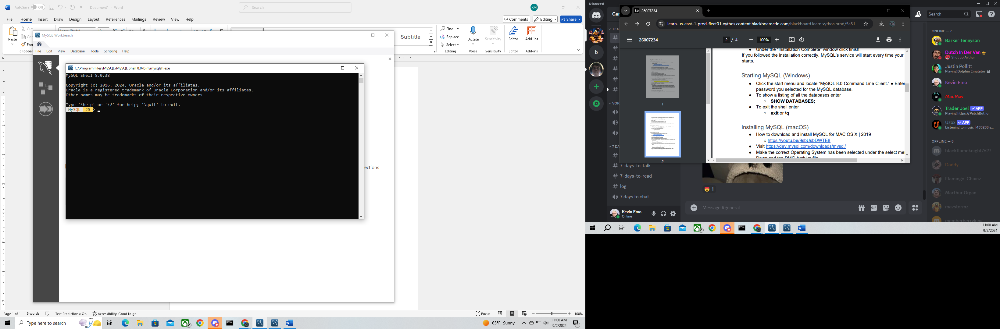 AutoSave Off Document1 - Word Search KM
File Home Insert Draw Design Layout References Mailings Review View Help Comments Editing Share
Paste Cut
Clipboard
Subtitle
Find
Replace
Select
Editing
Dictate
Voice
Sensitivity
Sensitivity
Editor
Editor
Add-ins
Add-ins
MySQL Workbench
File Edit View Database Tools Scripting Help
C:\Program Files\MySQL\MySQL Shell 8.0\bin\mysqlsh.exe
MySQL Shell 8.0.38
Copyright (c) 2016, 2024, Oracle and/or its affiliates.
Oracle is a registered trademark of Oracle Corporation and/or its affiliates.
Other names may be trademarks of their respective owners.
Type '\help' or '\?' for help; '\quit' to exit.
MySQL JS >
ections
Page 1 of 1 5 words Text Predictions: On Accessibility: Good to go Focus 100%
Type here to search 2 65°F Sunny 11:00 AM
9/2/2024 3
Discord
Bb 26007234
learn-us-east-1-prod-fleet01-xythos.content.blackboardcdn.com/blackboard.learn.xythos.prod/5a31...
26007234 2 / 4 100%
1
2
● Under the "Installation Complete" window click finish.
If you followed the installation correctly, MySQL's service will start every time your
starts.
Starting MySQL (Windows)
● Click the start menu and locate “MySQL 8.0 Command Line Client.” ● Enter
password you selected for the MySQL database.
● To show a listing of all the databases enter
○ SHOW DATABASES;
● To exit the shell enter
○ exit or \q
Installing MySQL (macOS)
● How to download and install MySQL for MAC OS X | 2019
○ https://youtu.be/9sbUsbDWTE8
● Visit https://dev.mysql.com/downloads/mysql/
● Make the correct Operating System has been selected under the select me
Download the DMG Archive file
Gar
TEXT
VOIC
7 DA
b
# 7-days-to-talk
# 7-days-to-read
# log
7 days to chat
Kevin Emo
Online
1
Message #general
GIF
Search
ONLINE — 7
Barker Tennyson
Dutch In Der Van
Shut up Arthur
Justin Pollitt
Playing Dolphin Emulator
Kevin Emo
MadMav
Trader Joel APP
Playing https://PatchBot.io
Uzox APP
Listening to music | 433288 s...
OFFLINE — 8
blackflameknight7627
Daddy
Flamingo_Chainz
Marthur Organ
mavstormz
memberberryking
2
11:00 AM
9/2/2024